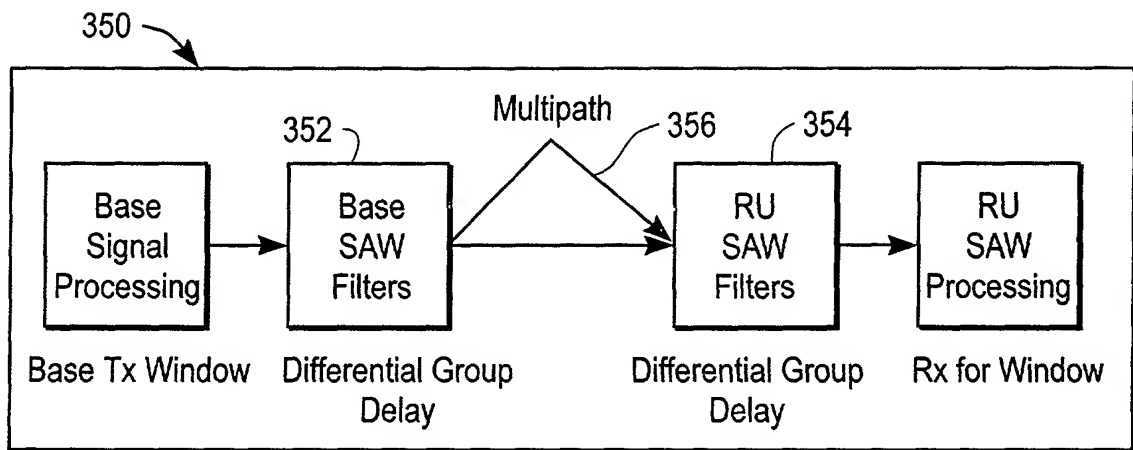 350
Multipath
352
356
354
Base
Signal
Processing
Base
SAW
Filters
RU
SAW
Filters
RU
SAW
Processing
Base Tx Window
Differential Group
Delay
Differential Group
Delay
Rx for Window